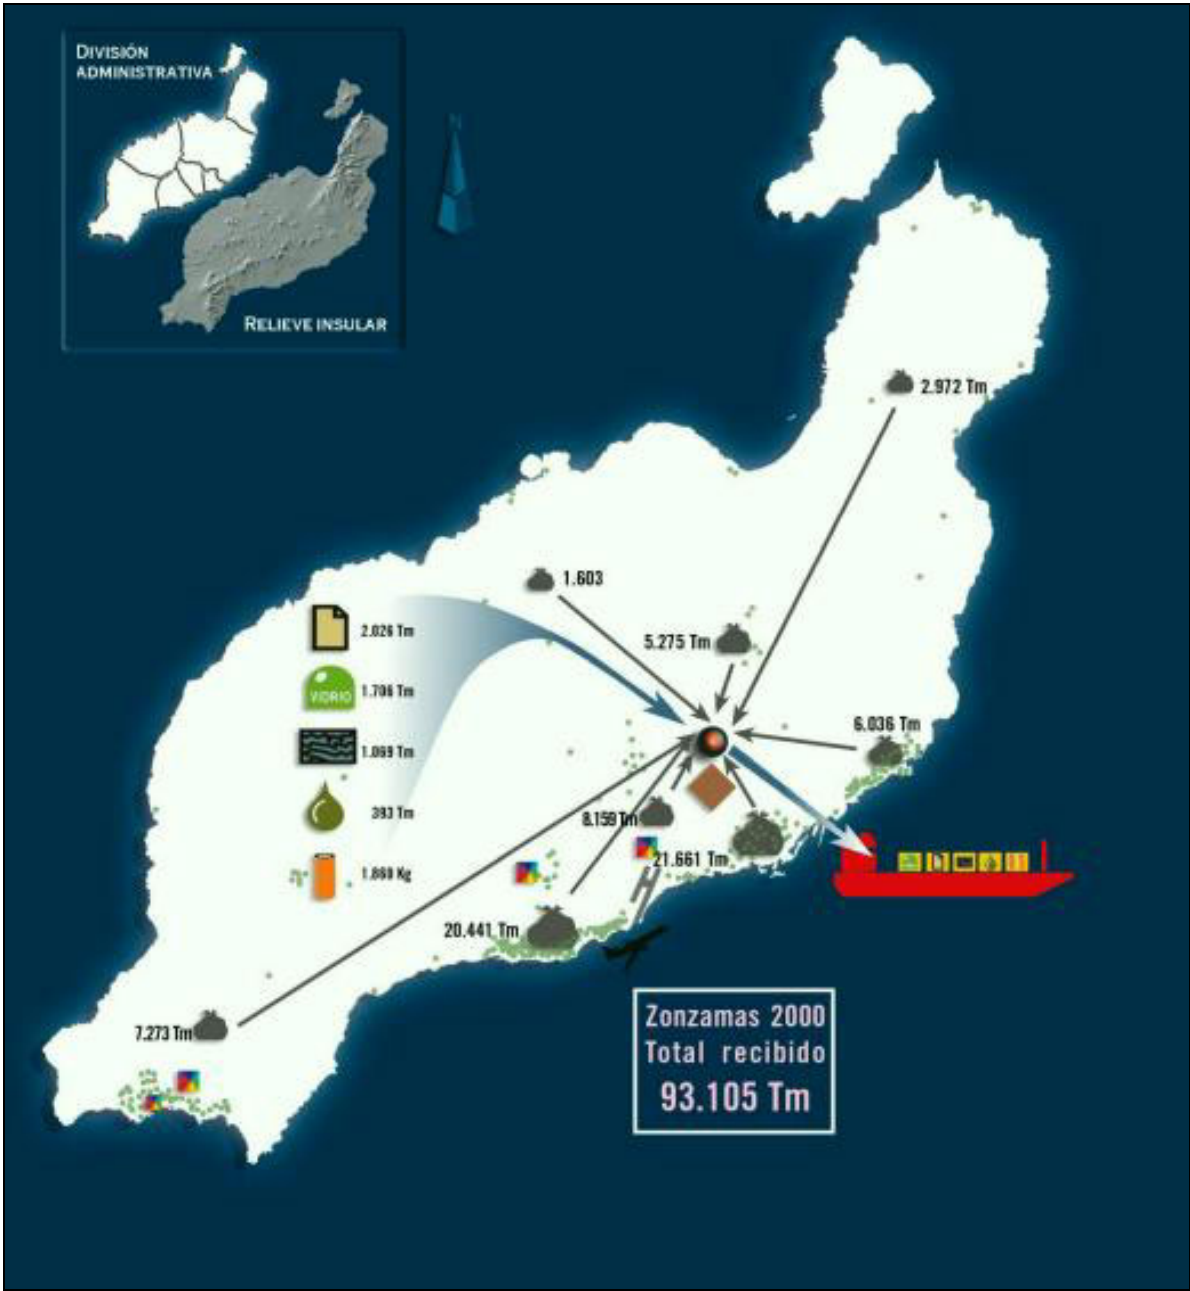 DIVISIÓN
ADMINISTRATIVA
N
RELIEVE INSULAR
2.972 Tm
1.603
2.026 Tm
5.275 Tm
VIDRIO
1.706 Tm
6.036 Tm
1.069 Tm
393 Tm
8.159 Tm
21.661 Tm
1.860 Kg
20.441 Tm
7.273 Tm
Zonzamas 2000
Total recibido
93.105 Tm